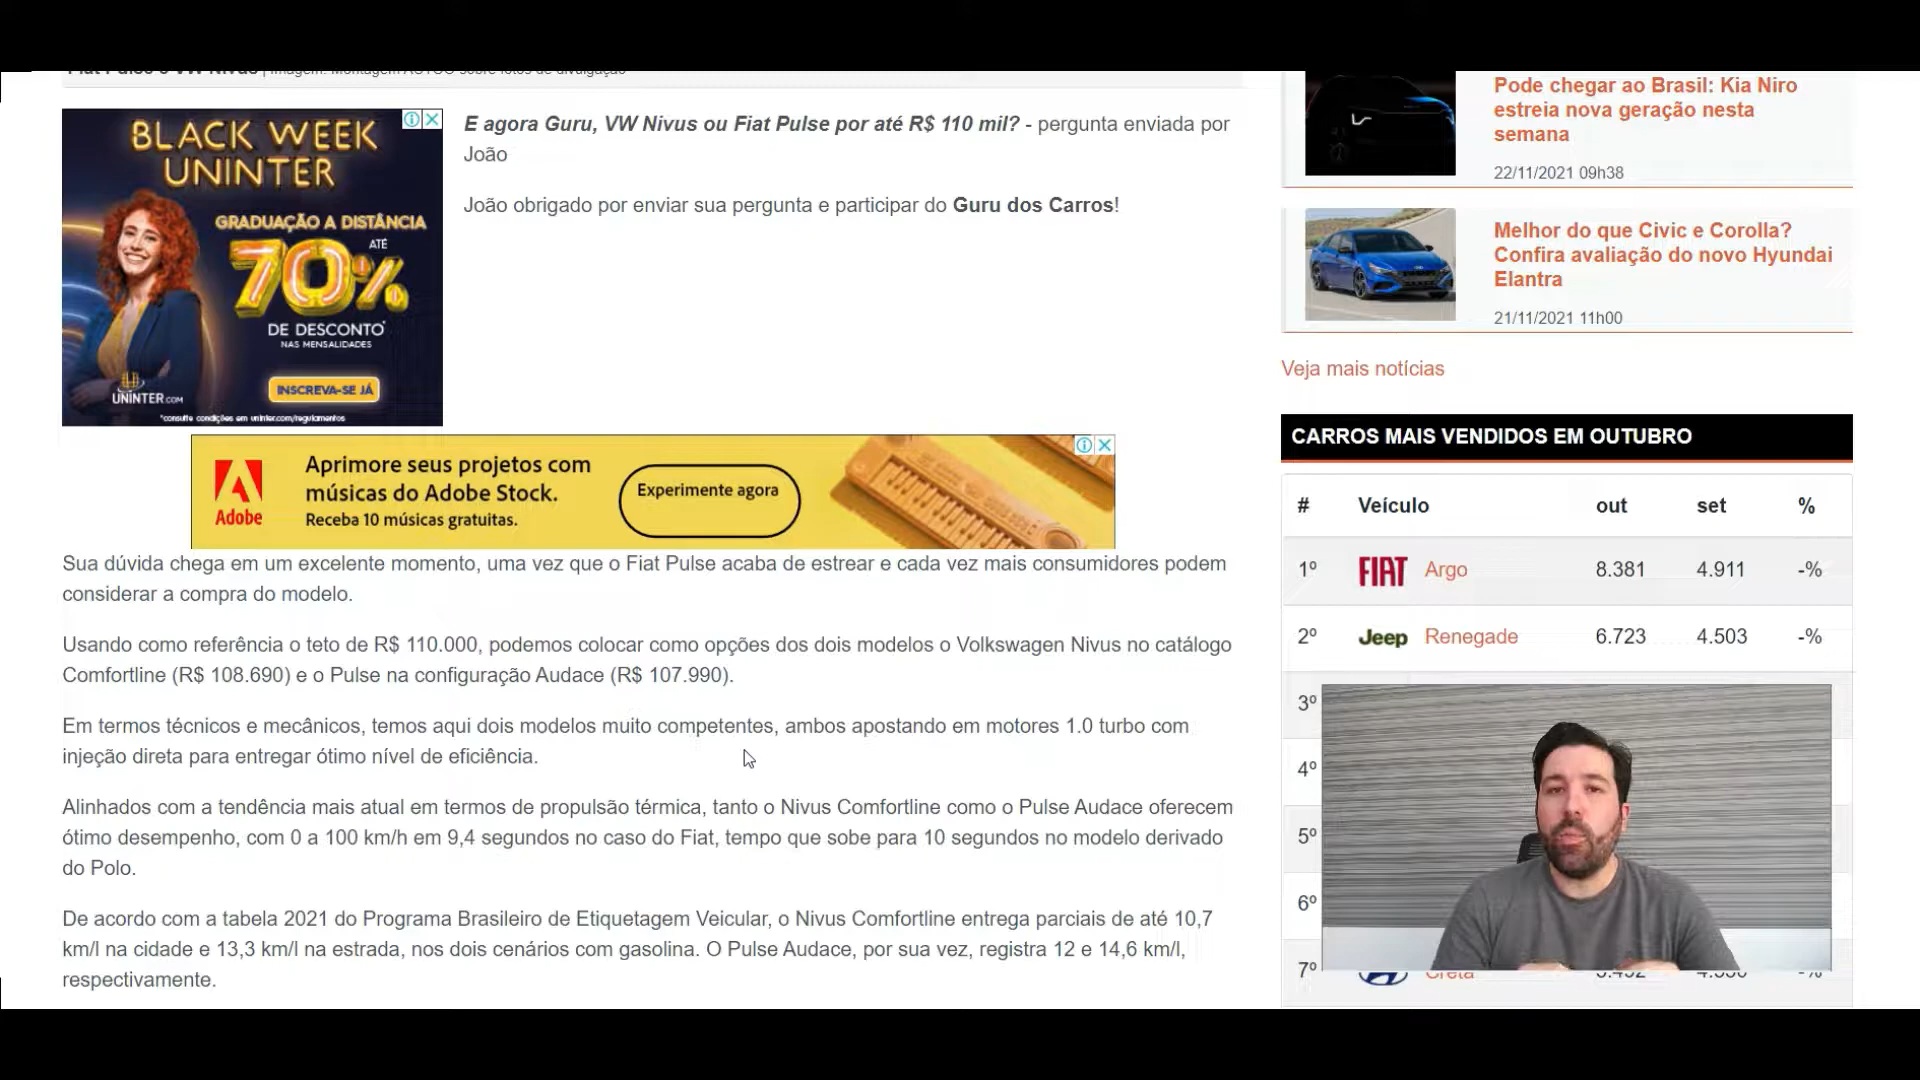 Fiat Pulse e VW Nivus | Imagem: Montagem AUTOO sobre fotos de divulgação
BLACK WEEK
UNINTER
GRADUAÇÃO A DISTÂNCIA
ATÉ
70%
DE DESCONTO*
NAS MENSALIDADES
INSCREVA-SE JÁ
UNINTER.COM
*consulte condições em uninter.com/regulamentos
E agora Guru, VW Nivus ou Fiat Pulse por até R$ 110 mil? - pergunta enviada por
João
João obrigado por enviar sua pergunta e participar do Guru dos Carros!
Adobe
Aprimore seus projetos com
músicas do Adobe Stock.
Receba 10 músicas gratuitas.
Experimente agora
Sua dúvida chega em um excelente momento, uma vez que o Fiat Pulse acaba de estrear e cada vez mais consumidores podem
considerar a compra do modelo.
Usando como referência o teto de R$ 110.000, podemos colocar como opções dos dois modelos o Volkswagen Nivus no catálogo
Comfortline (R$ 108.690) e o Pulse na configuração Audace (R$ 107.990).
Em termos técnicos e mecânicos, temos aqui dois modelos muito competentes, ambos apostando em motores 1.0 turbo com
injeção direta para entregar ótimo nível de eficiência.
Alinhados com a tendência mais atual em termos de propulsão térmica, tanto o Nivus Comfortline como o Pulse Audace oferecem
ótimo desempenho, com 0 a 100 km/h em 9,4 segundos no caso do Fiat, tempo que sobe para 10 segundos no modelo derivado
do Polo.
De acordo com a tabela 2021 do Programa Brasileiro de Etiquetagem Veicular, o Nivus Comfortline entrega parciais de até 10,7
km/l na cidade e 13,3 km/l na estrada, nos dois cenários com gasolina. O Pulse Audace, por sua vez, registra 12 e 14,6 km/l,
respectivamente.
Pode chegar ao Brasil: Kia Niro
estreia nova geração nesta
semana
22/11/2021 09h38
Melhor do que Civic e Corolla?
Confira avaliação do novo Hyundai
Elantra
21/11/2021 11h00
Veja mais notícias
CARROS MAIS VENDIDOS EM OUTUBRO
# Veículo out set %
1º FIAT Argo 8.381 4.911 -%
2º Jeep Renegade 6.723 4.503 -%
3º
4º
5º
6º
7º Creta -%